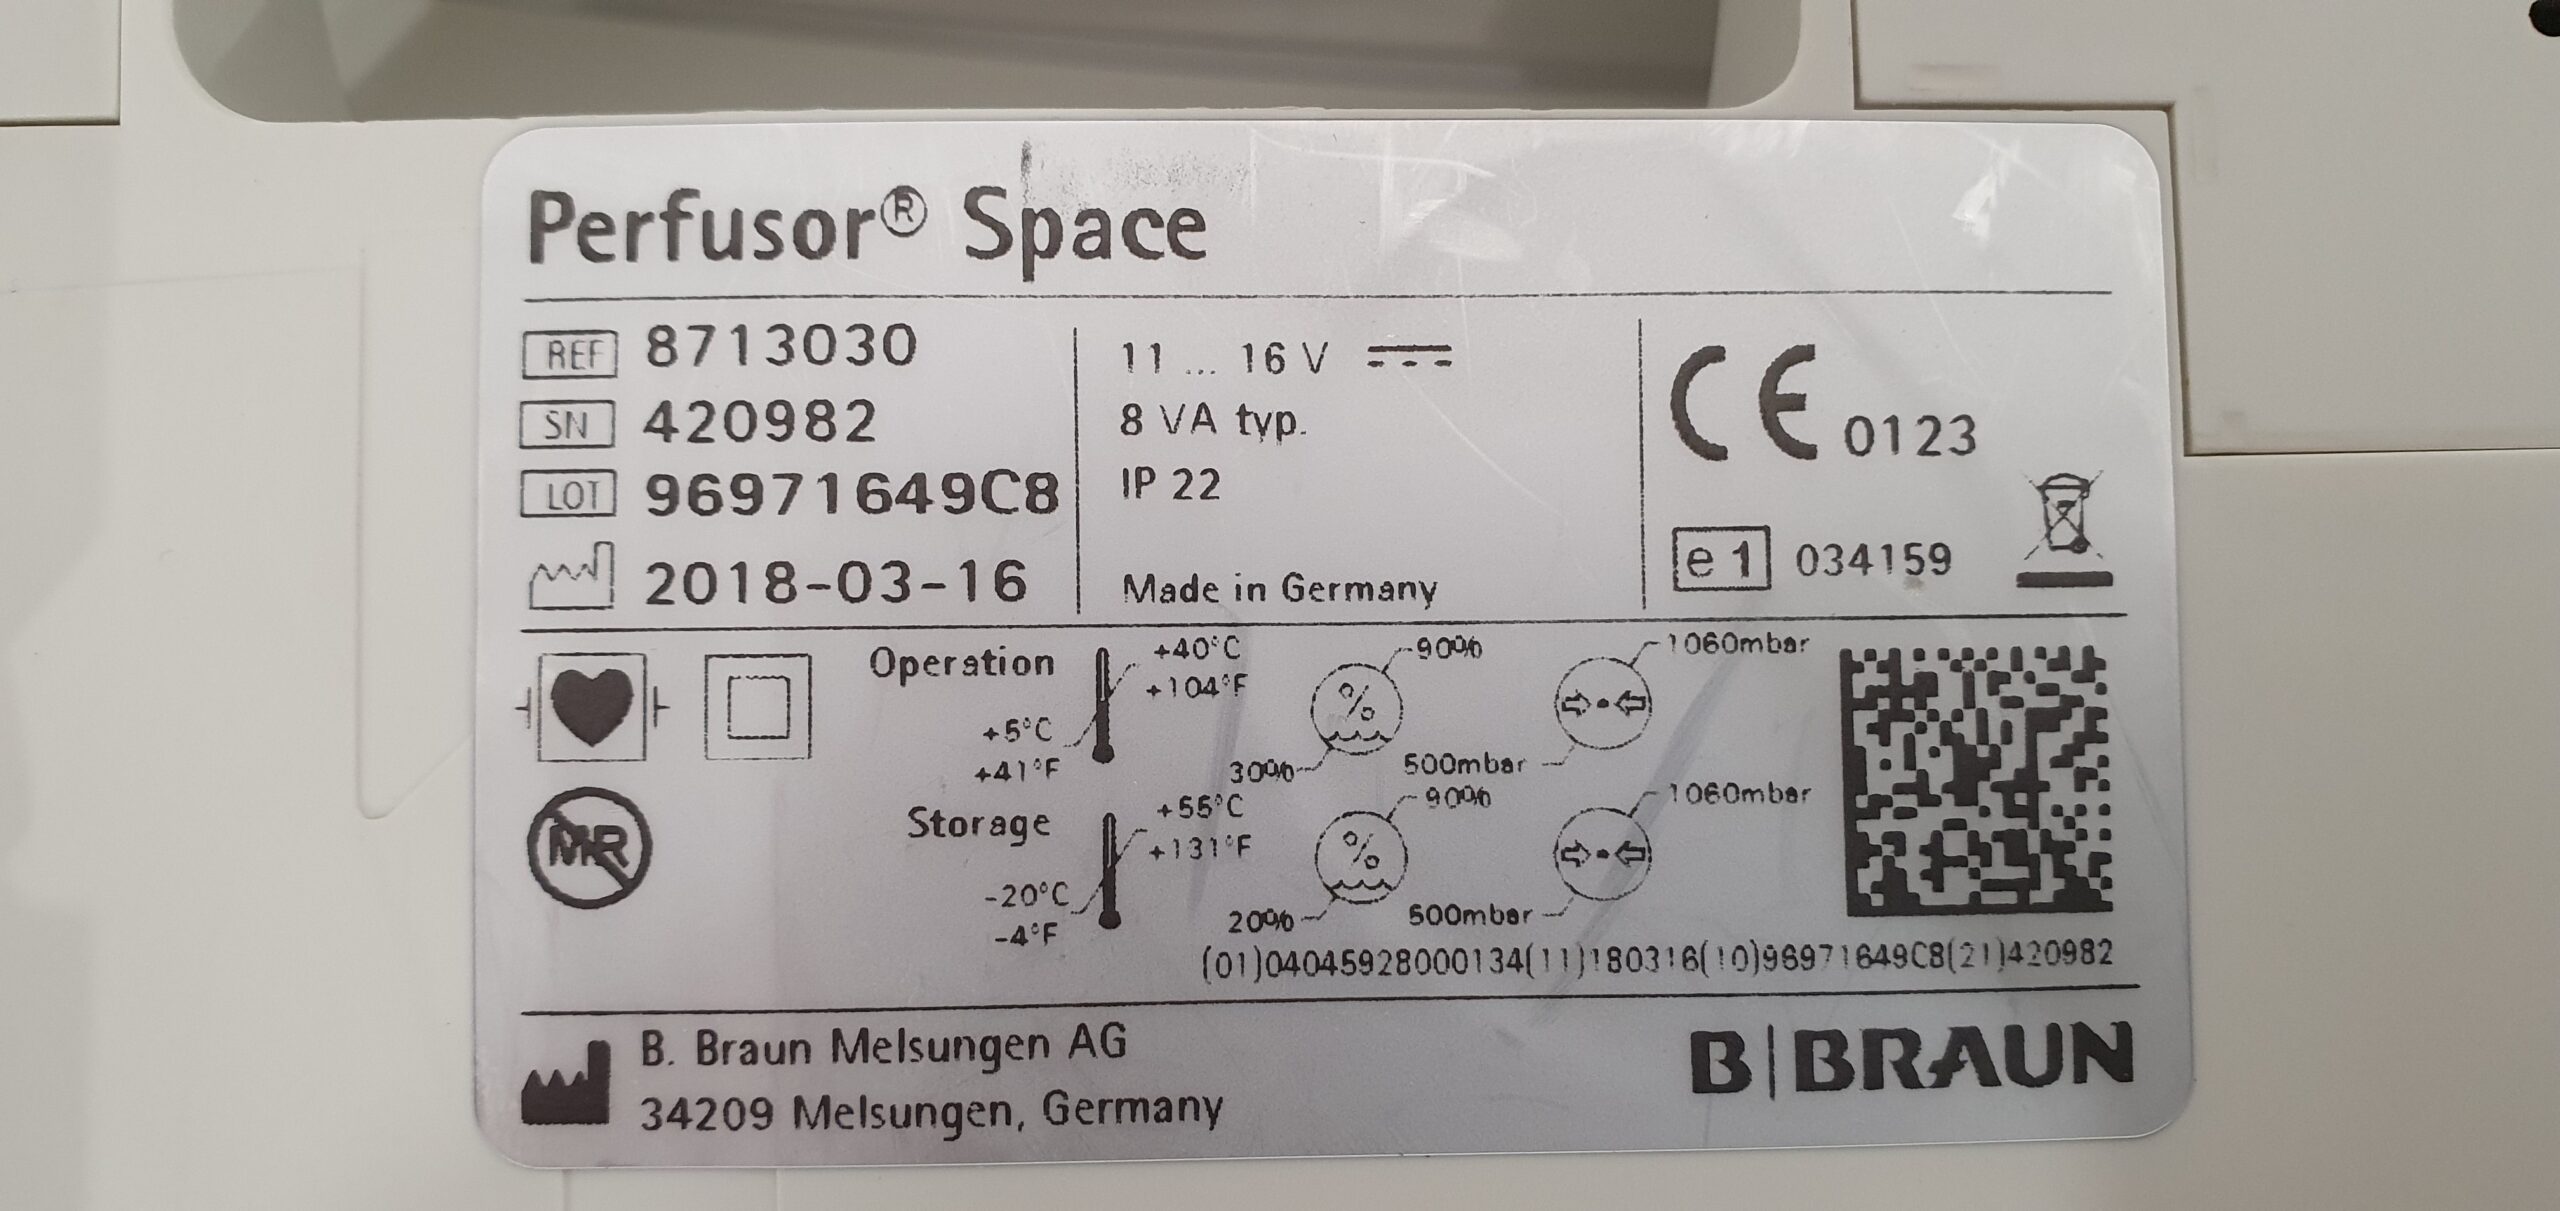 Perfusor® Space
REF 8713030
SN 420982
LOT 96971649C8
2018-03-16
11 ... 16 V
8 VA typ.
IP 22
Made in Germany
CE 0123
e1 034159
MR
Operation
+40°C
+104°F
+5°C
+41°F
90%
30%
1060mbar
500mbar
Storage
+55°C
+131°F
-20°C
-4°F
90%
20%
1060mbar
500mbar
(01)04045928000134(11)180316(10)96971649C8(21)420982
B. Braun Melsungen AG
34209 Melsungen, Germany
B|BRAUN